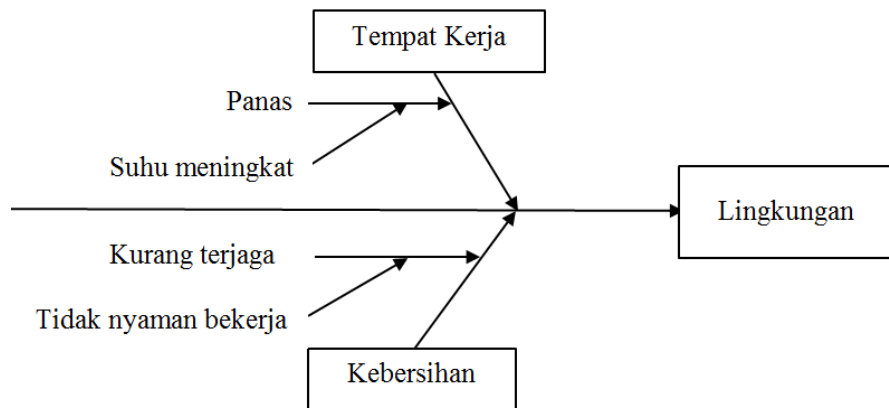 Tempat Kerja
Panas
Suhu meningkat
Lingkungan
Kurang terjaga
Tidak nyaman bekerja
Kebersihan